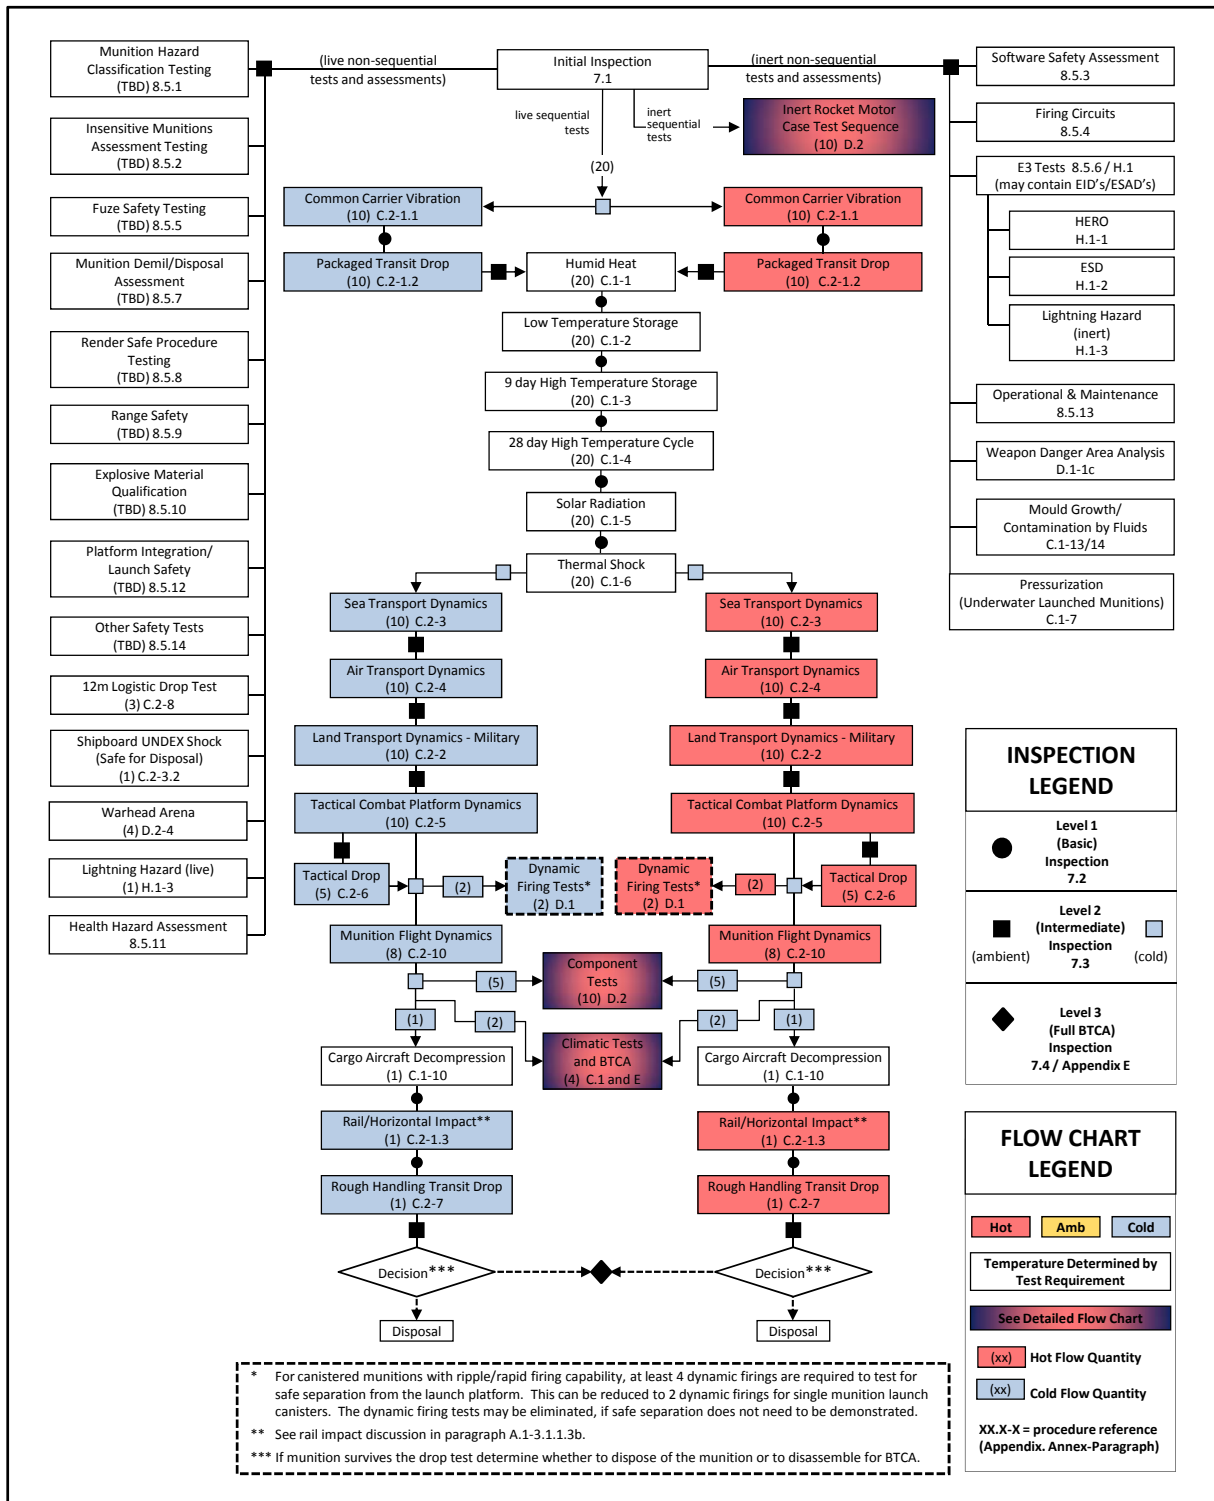 Munition Hazard
Classification Testing
(TBD) 8.5.1
Insensitive Munitions
Assessment Testing
(TBD) 8.5.2
Fuze Safety Testing
(TBD) 8.5.5
Munition Demil/Disposal
Assessment
(TBD) 8.5.7
Render Safe Procedure
Testing
(TBD) 8.5.8
Range Safety
(TBD) 8.5.9
Explosive Material
Qualification
(TBD) 8.5.10
Platform Integration/
Launch Safety
(TBD) 8.5.12
Other Safety Tests
(TBD) 8.5.14
12m Logistic Drop Test
(3) C.2-8
Shipboard UNDEX Shock
(Safe for Disposal)
(1) C.2-3.2
Warhead Arena
(4) D.2-4
Lightning Hazard (live)
(1) H.1-3
Health Hazard Assessment
8.5.11
(live non-sequential
tests and assessments)
Initial Inspection
7.1
(inert non-sequential
tests and assessments)
live sequential
tests
inert
sequential
tests
Inert Rocket Motor
Case Test Sequence
(10) D.2
(20)
Common Carrier Vibration
(10) C.2-1.1
Common Carrier Vibration
(10) C.2-1.1
Packaged Transit Drop
(10) C.2-1.2
Humid Heat
(20) C.1-1
Packaged Transit Drop
(10) C.2-1.2
Low Temperature Storage
(20) C.1-2
9 day High Temperature Storage
(20) C.1-3
28 day High Temperature Cycle
(20) C.1-4
Solar Radiation
(20) C.1-5
Thermal Shock
(20) C.1-6
Sea Transport Dynamics
(10) C.2-3
Sea Transport Dynamics
(10) C.2-3
Air Transport Dynamics
(10) C.2-4
Air Transport Dynamics
(10) C.2-4
Land Transport Dynamics - Military
(10) C.2-2
Land Transport Dynamics - Military
(10) C.2-2
Tactical Combat Platform Dynamics
(10) C.2-5
Tactical Combat Platform Dynamics
(10) C.2-5
Tactical Drop
(5) C.2-6
(2)
Dynamic
Firing Tests*
(2) D.1
Dynamic
Firing Tests*
(2) D.1
(2)
Tactical Drop
(5) C.2-6
Munition Flight Dynamics
(8) C.2-10
Munition Flight Dynamics
(8) C.2-10
(5)
Component
Tests
(10) D.2
(5)
(1)
(2)
Climatic Tests
and BTCA
(4) C.1 and E
(2)
(1)
Cargo Aircraft Decompression
(1) C.1-10
Cargo Aircraft Decompression
(1) C.1-10
Rail/Horizontal Impact**
(1) C.2-1.3
Rail/Horizontal Impact**
(1) C.2-1.3
Rough Handling Transit Drop
(1) C.2-7
Rough Handling Transit Drop
(1) C.2-7
Decision***
Decision***
Disposal
Disposal
Software Safety Assessment
8.5.3
Firing Circuits
8.5.4
E3 Tests 8.5.6 / H.1
(may contain EID's/ESAD's)
HERO
H.1-1
ESD
H.1-2
Lightning Hazard
(inert)
H.1-3
Operational & Maintenance
8.5.13
Weapon Danger Area Analysis
D.1-1c
Mould Growth/
Contamination by Fluids
C.1-13/14
Pressurization
(Underwater Launched Munitions)
C.1-7
INSPECTION
LEGEND
Level 1
(Basic)
Inspection
7.2
Level 2
(Intermediate)
Inspection
7.3
(ambient)
(cold)
Level 3
(Full BTCA)
Inspection
7.4 / Appendix E
FLOW CHART
LEGEND
Hot
Amb
Cold
Temperature Determined by
Test Requirement
See Detailed Flow Chart
(xx) Hot Flow Quantity
(xx) Cold Flow Quantity
XX.X-X = procedure reference
(Appendix. Annex-Paragraph)
* For canistered munitions with ripple/rapid firing capability, at least 4 dynamic firings are required to test for
safe separation from the launch platform. This can be reduced to 2 dynamic firings for single munition launch
canisters. The dynamic firing tests may be eliminated, if safe separation does not need to be demonstrated.
** See rail impact discussion in paragraph A.1-3.1.1.3b.
*** If munition survives the drop test determine whether to dispose of the munition or to disassemble for BTCA.